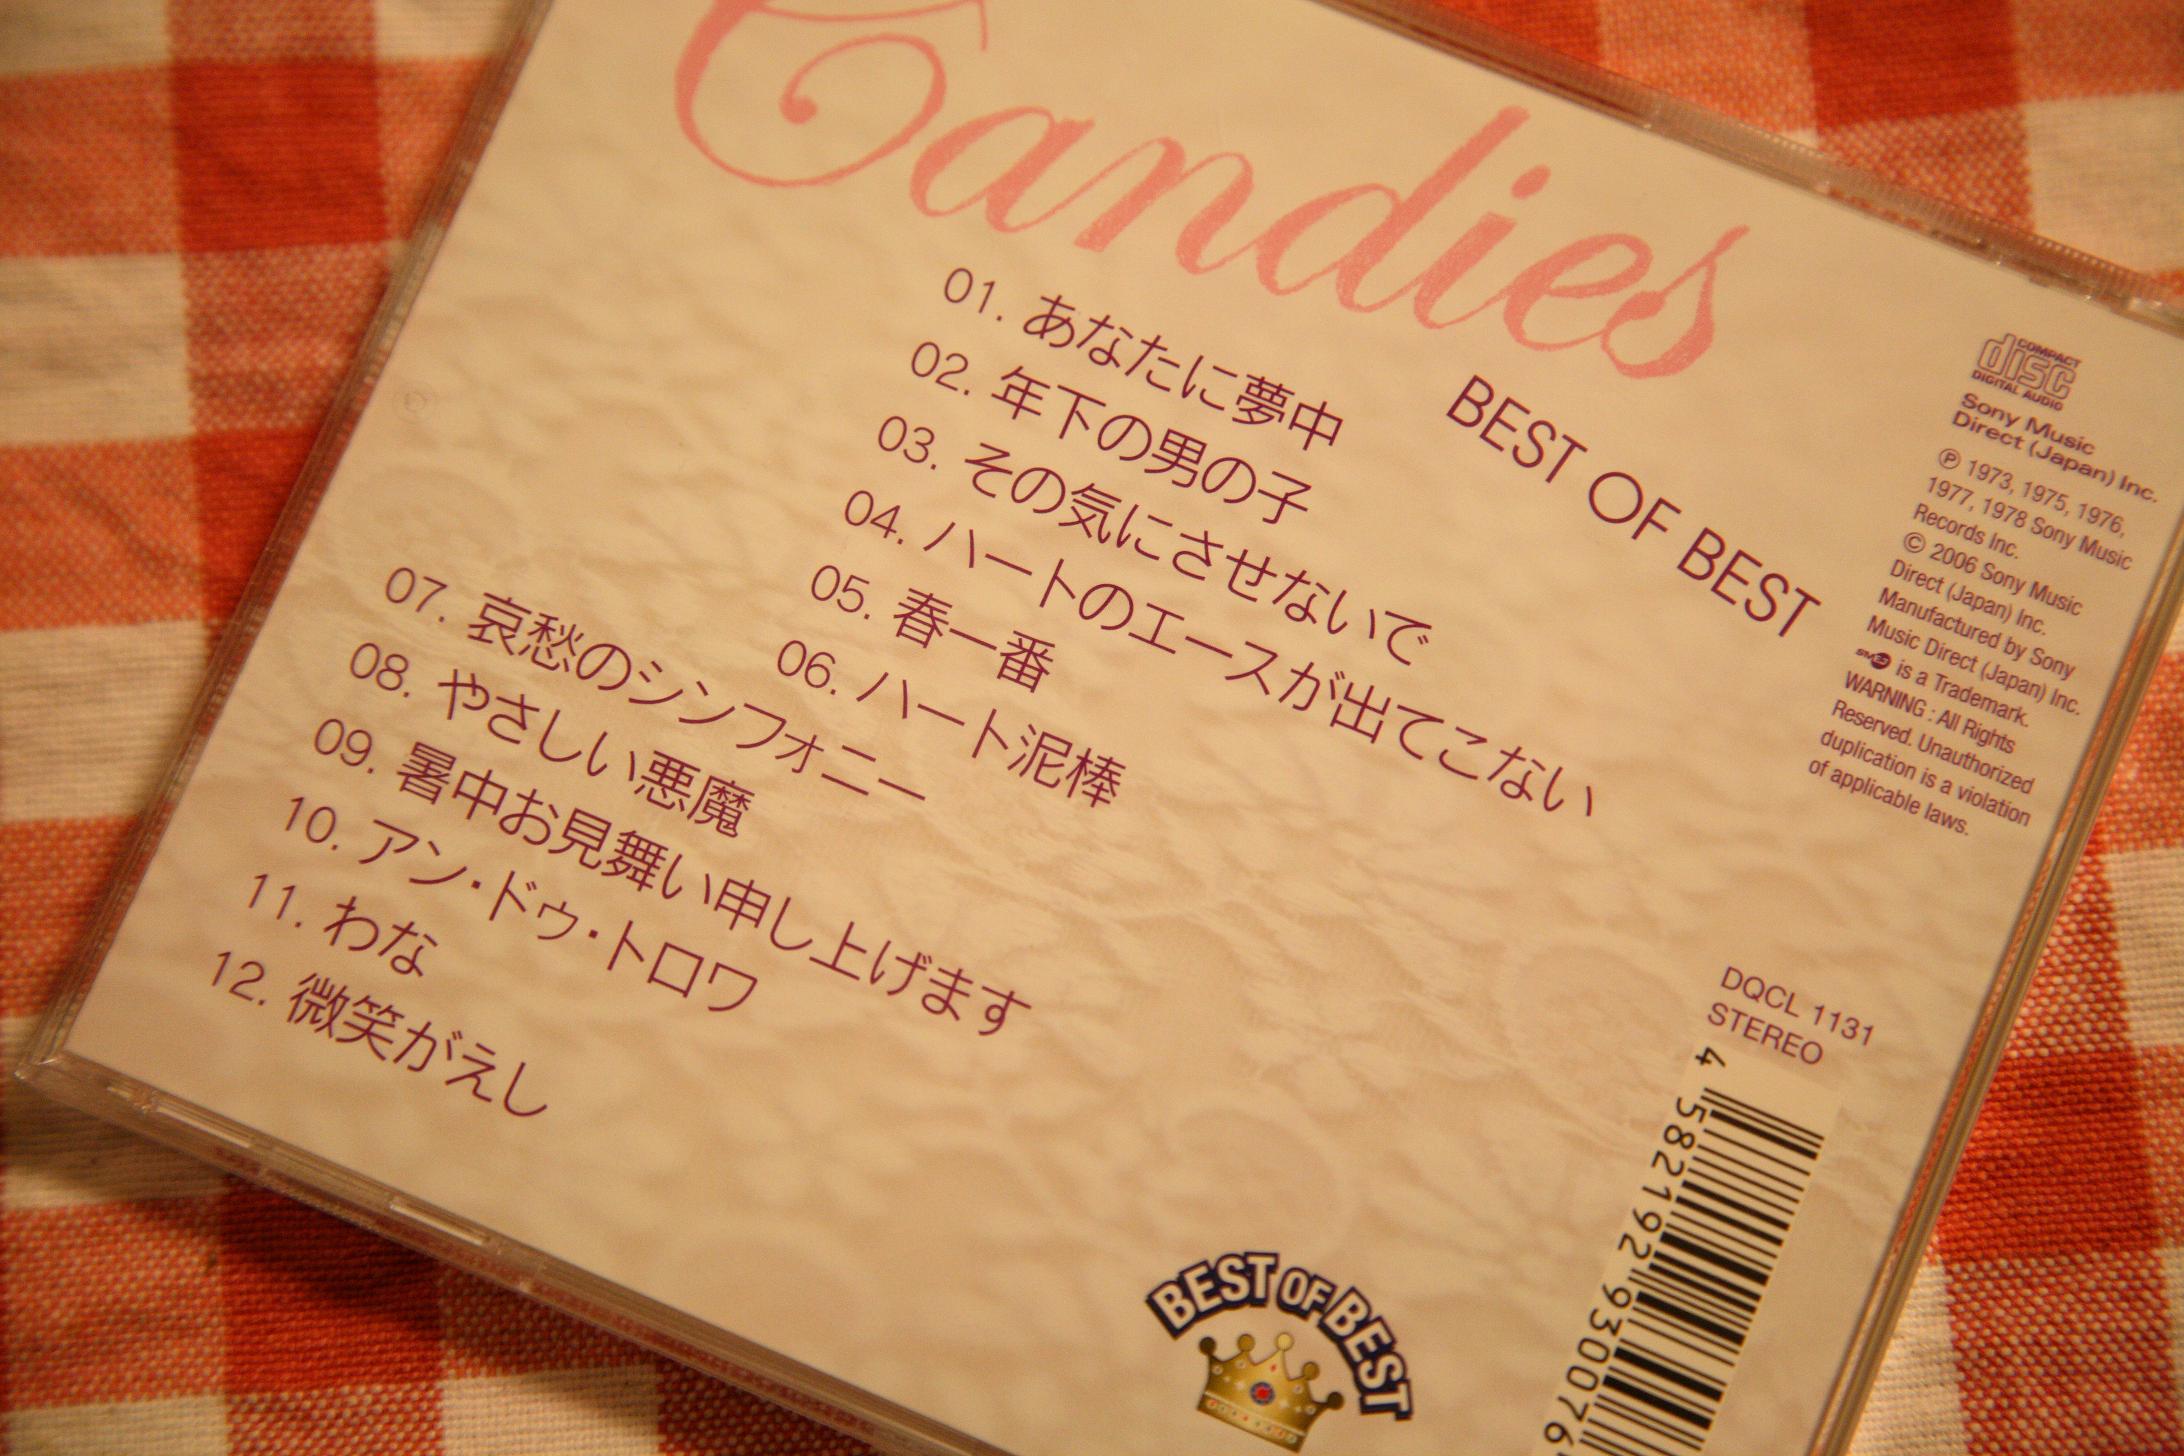 Candies
BEST OF BEST
01. あなたに夢中
02. 年下の男の子
03. その気にさせないで
04. ハートのエースが出てこない
05. 春一番
06. ハート泥棒
07. 哀愁のシンフォニー
08. やさしい悪魔
09. 暑中お見舞い申し上げます
10. アン・ドゥ・トロワ
11. わな
12. 微笑がえし
COMPACT
disc
DIGITAL AUDIO
Sony Music
Direct (Japan) Inc.
Ⓟ 1973, 1975, 1976,
1977, 1978 Sony Music
Records Inc.
© 2006 Sony Music
Direct (Japan) Inc.
Manufactured by Sony
Music Direct (Japan) Inc.
is a Trademark.
WARNING : All Rights
Reserved. Unauthorized
duplication is a violation
of applicable laws.
DQCL 1131
STEREO
4 582192 930076
BEST OF BEST